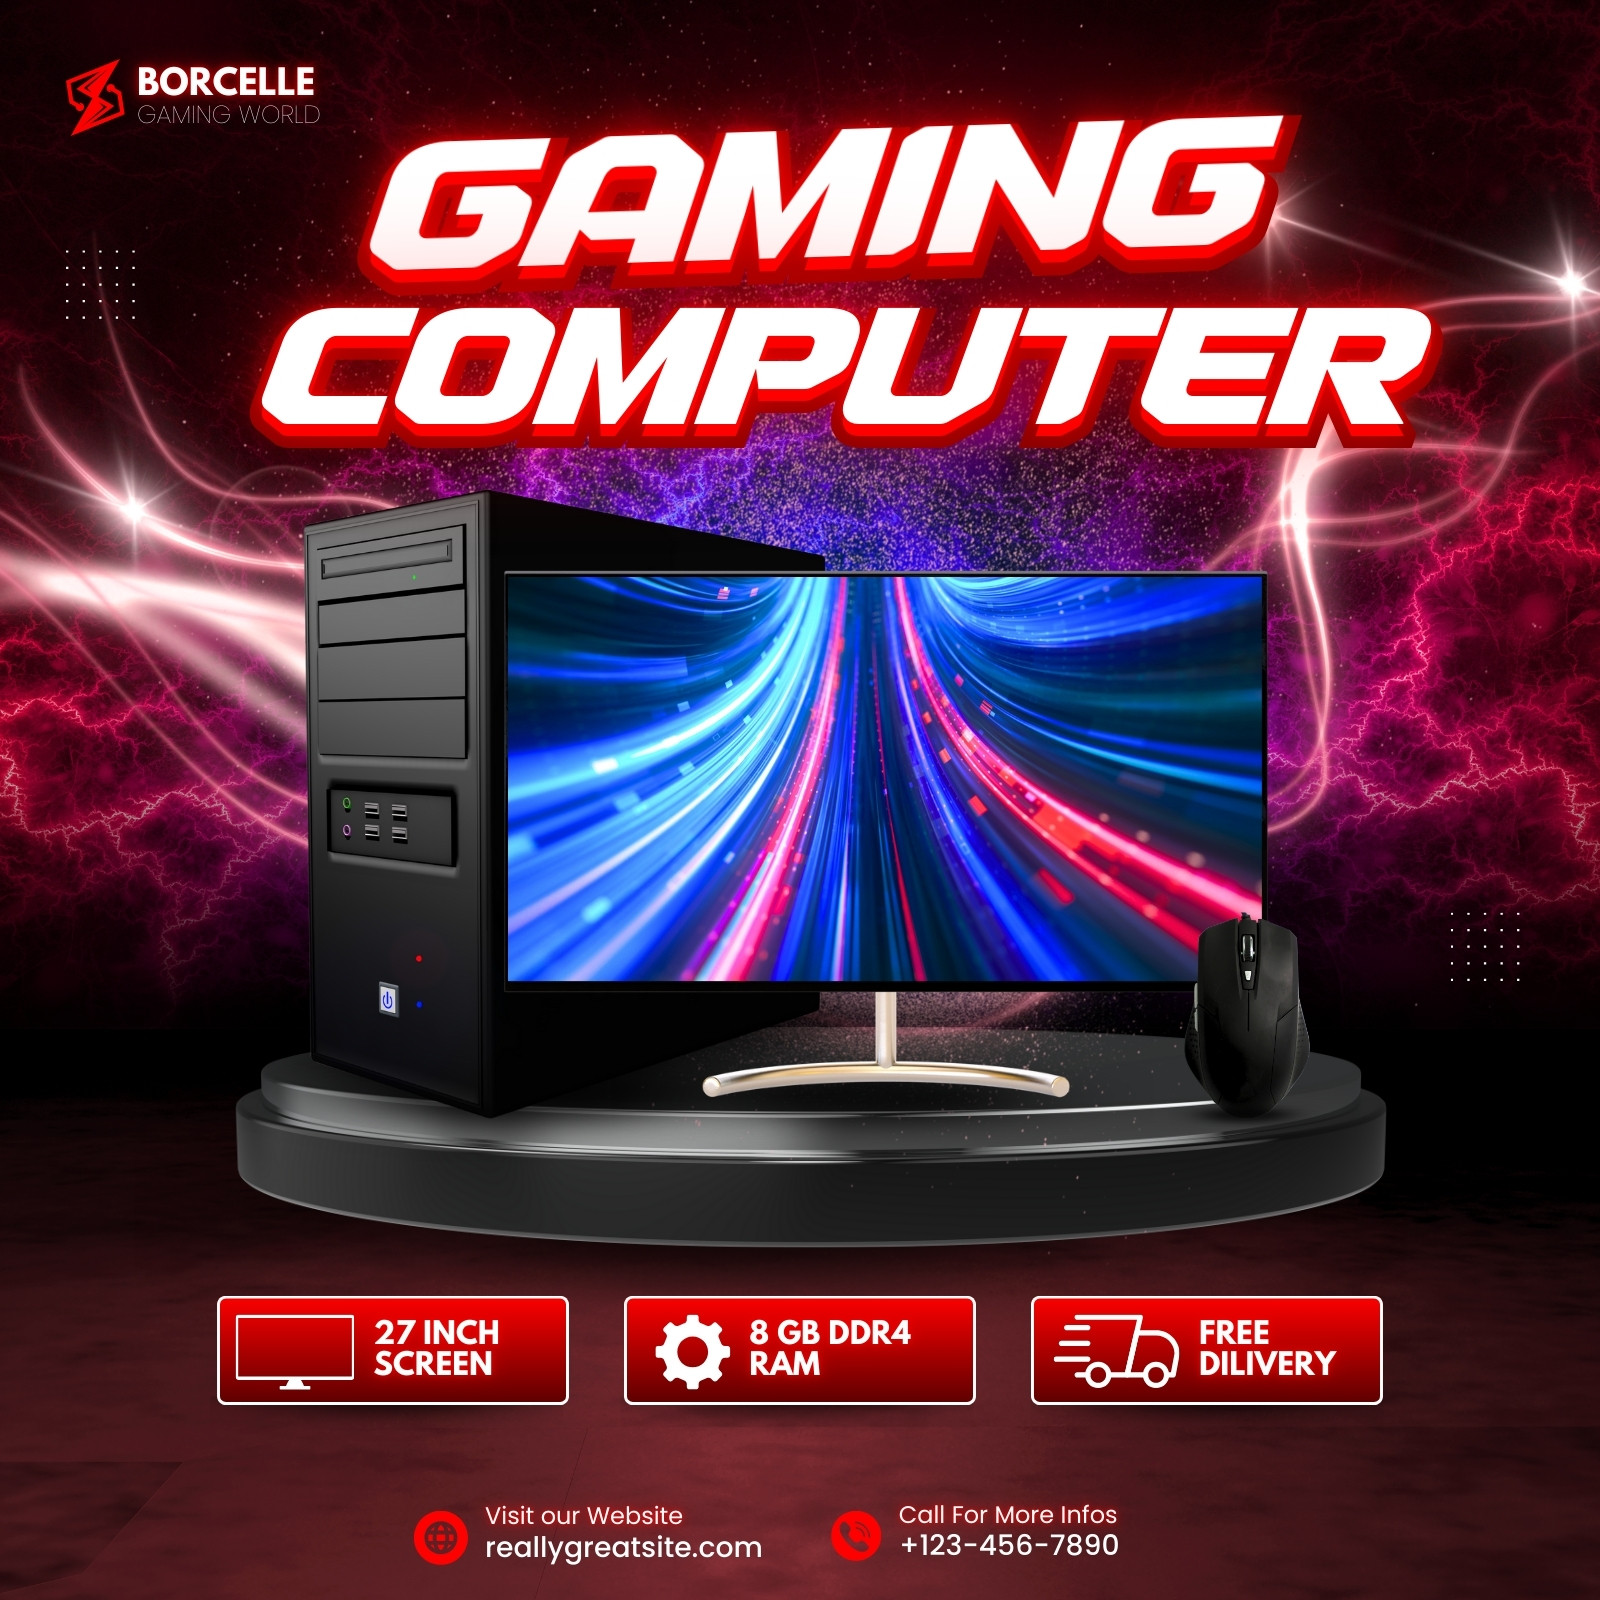 BORCELLE
GAMING WORLD
GAMING
COMPUTER
27 INCH
SCREEN
8 GB DDR4
RAM
FREE
DILIVERY
Visit our Website
reallygreatsite.com
Call For More Infos
+123-456-7890